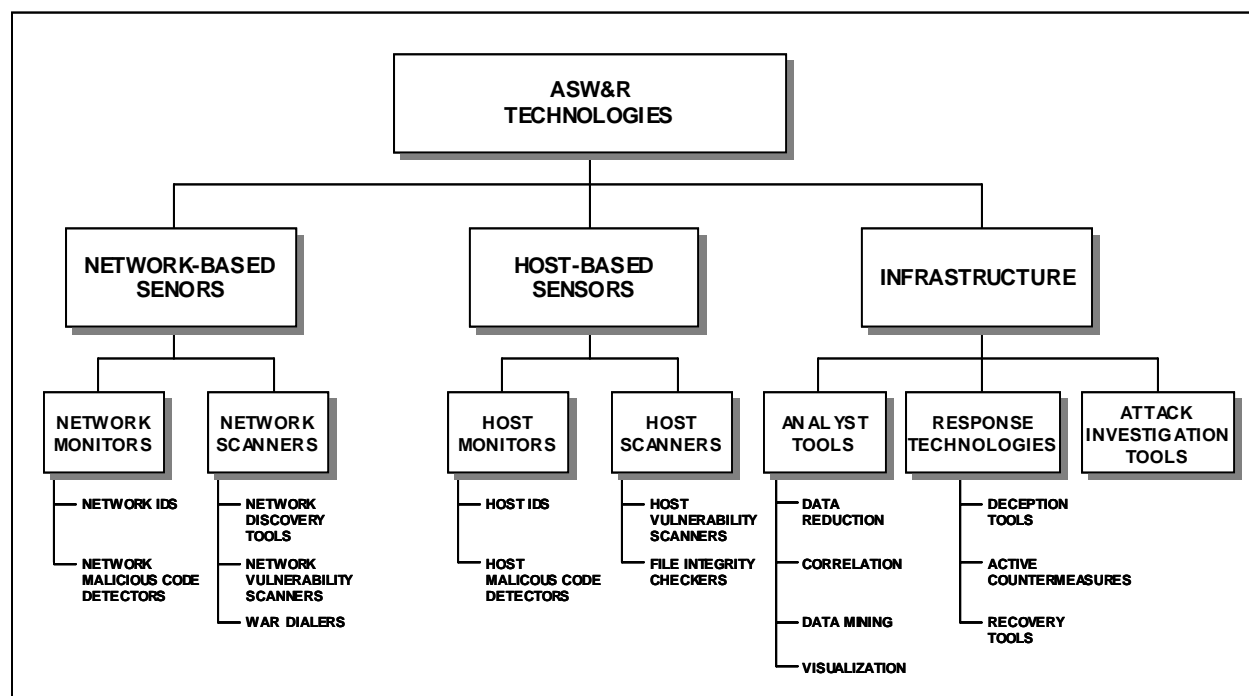 ASW&R
TECHNOLOGIES
NETWORK-BASED
SENORS
HOST-BASED
SENSORS
INFRASTRUCTURE
NETWORK
MONITORS
NETWORK
SCANNERS
HOST
MONITORS
HOST
SCANNERS
ANALYST
TOOLS
RESPONSE
TECHNOLOGIES
ATTACK
INVESTIGATION
TOOLS
NETWORK IDS
NETWORK
MALICIOUS CODE
DETECTORS
NETWORK
DISCOVERY
TOOLS
NETWORK
VULNERABILITY
SCANNERS
WAR DIALERS
HOST IDS
HOST
MALICOUS CODE
DETECTORS
HOST
VULNERABILITY
SCANNERS
FILE INTEGRITY
CHECKERS
DATA
REDUCTION
CORRELATION
DATA MINING
VISUALIZATION
DECEPTION
TOOLS
ACTIVE
COUNTERMEASURES
RECOVERY
TOOLS